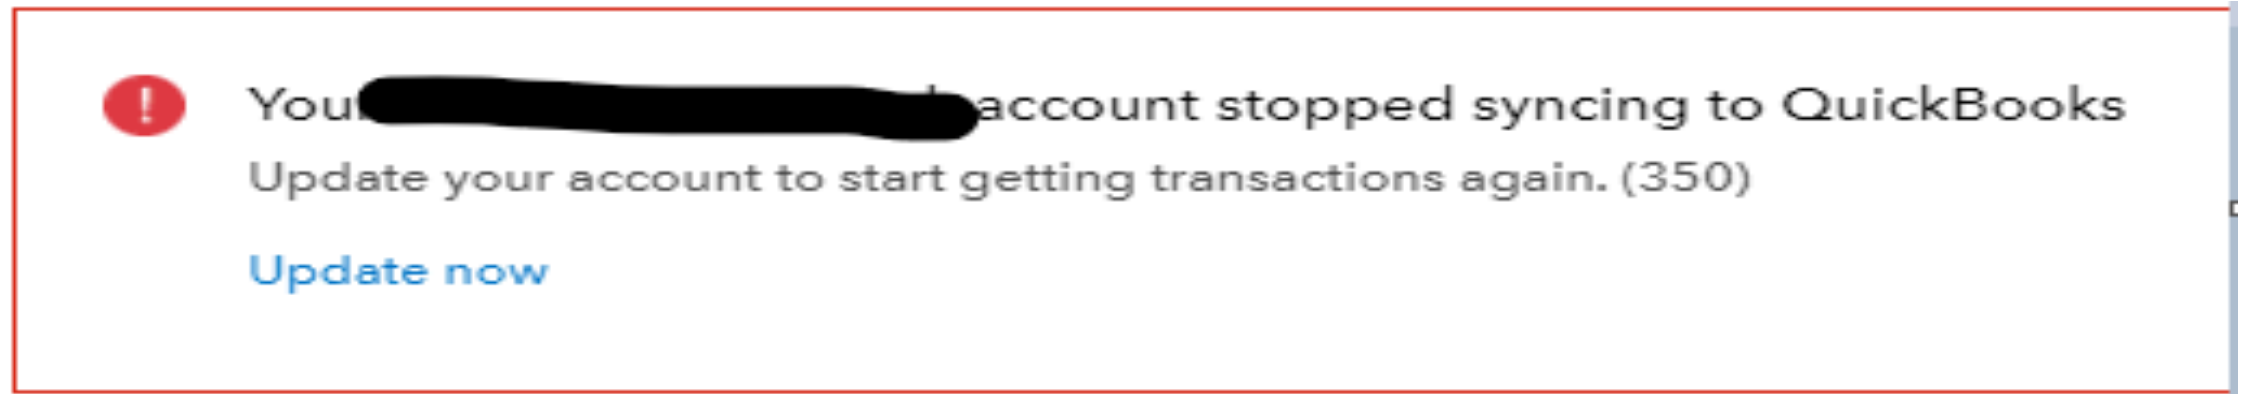 You account stopped syncing to QuickBooks
Update your account to start getting transactions again. (350)
Update now